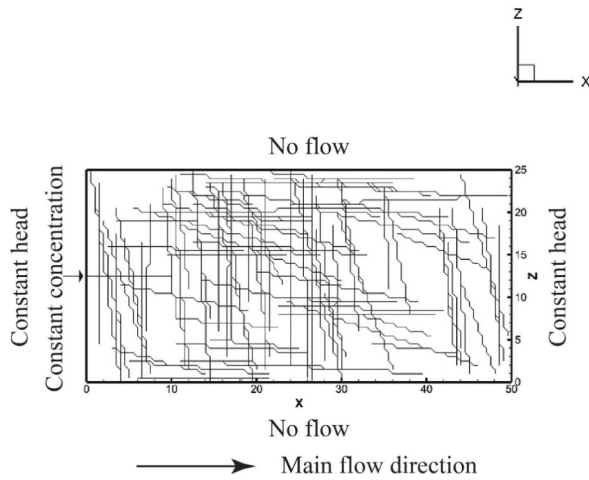 Z
X
Y
No flow
Constant head
Constant concentration
25
20
15
10
5
0
Z
0
10
20
30
40
50
X
Constant head
No flow
Main flow direction